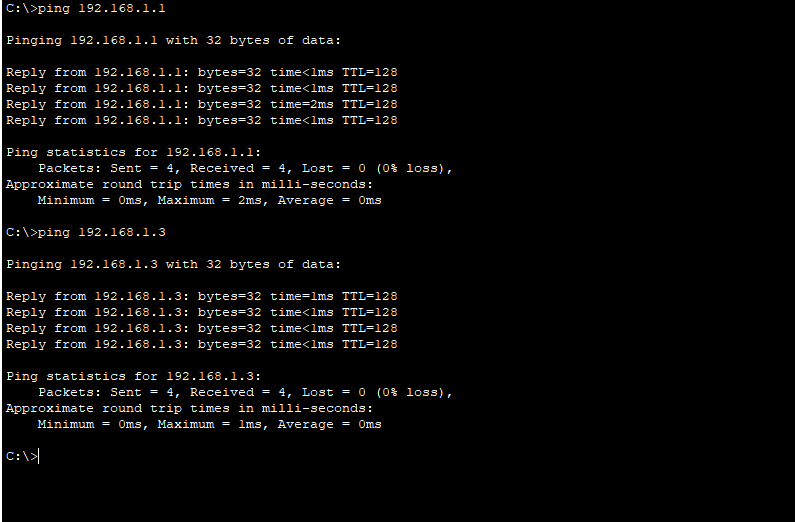 C:\>ping 192.168.1.1
Pinging 192.168.1.1 with 32 bytes of data:
Reply from 192.168.1.1: bytes=32 time<1ms TTL=128
Reply from 192.168.1.1: bytes=32 time<1ms TTL=128
Reply from 192.168.1.1: bytes=32 time=2ms TTL=128
Reply from 192.168.1.1: bytes=32 time<1ms TTL=128
Ping statistics for 192.168.1.1:
    Packets: Sent = 4, Received = 4, Lost = 0 (0% loss),
Approximate round trip times in milli-seconds:
    Minimum = 0ms, Maximum = 2ms, Average = 0ms
C:\>ping 192.168.1.3
Pinging 192.168.1.3 with 32 bytes of data:
Reply from 192.168.1.3: bytes=32 time=1ms TTL=128
Reply from 192.168.1.3: bytes=32 time<1ms TTL=128
Reply from 192.168.1.3: bytes=32 time<1ms TTL=128
Reply from 192.168.1.3: bytes=32 time<1ms TTL=128
Ping statistics for 192.168.1.3:
    Packets: Sent = 4, Received = 4, Lost = 0 (0% loss),
Approximate round trip times in milli-seconds:
    Minimum = 0ms, Maximum = 1ms, Average = 0ms
C:\>